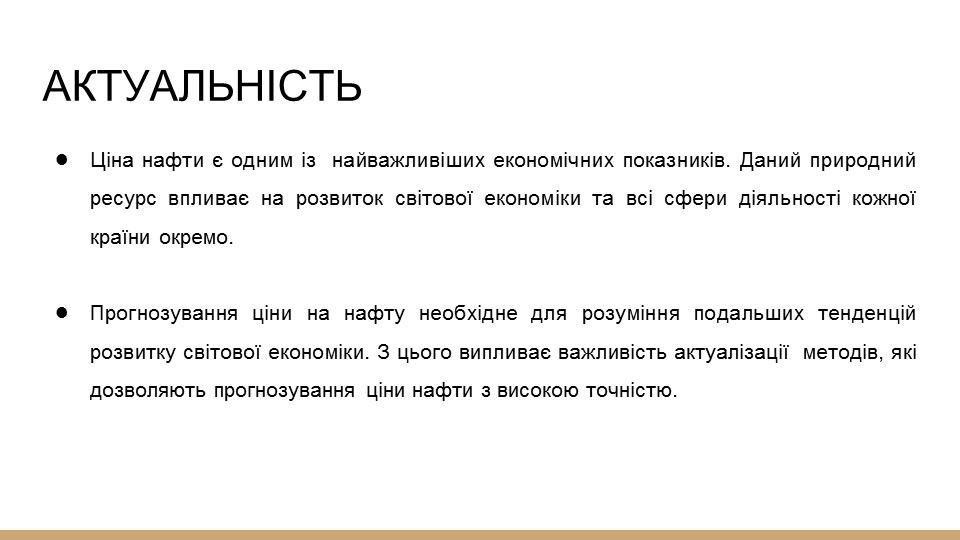 АКТУАЛЬНІСТЬ
● Ціна нафти є одним із найважливіших економічних показників. Даний природний
ресурс впливає на розвиток світової економіки та всі сфери діяльності кожної
країни окремо.
● Прогнозування ціни на нафту необхідне для розуміння подальших тенденцій
розвитку світової економіки. З цього випливає важливість актуалізації методів, які
дозволяють прогнозування ціни нафти з високою точністю.